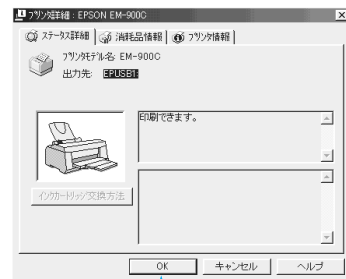 プリンタ詳細 : EPSON EM-900C
ステータス詳細 消耗品情報 プリンタ情報
プリンタモデル名: EM-900C
出力先: EPUSB1:
印刷できます。
インクカートリッジ交換方法
OK キャンセル ヘルプ